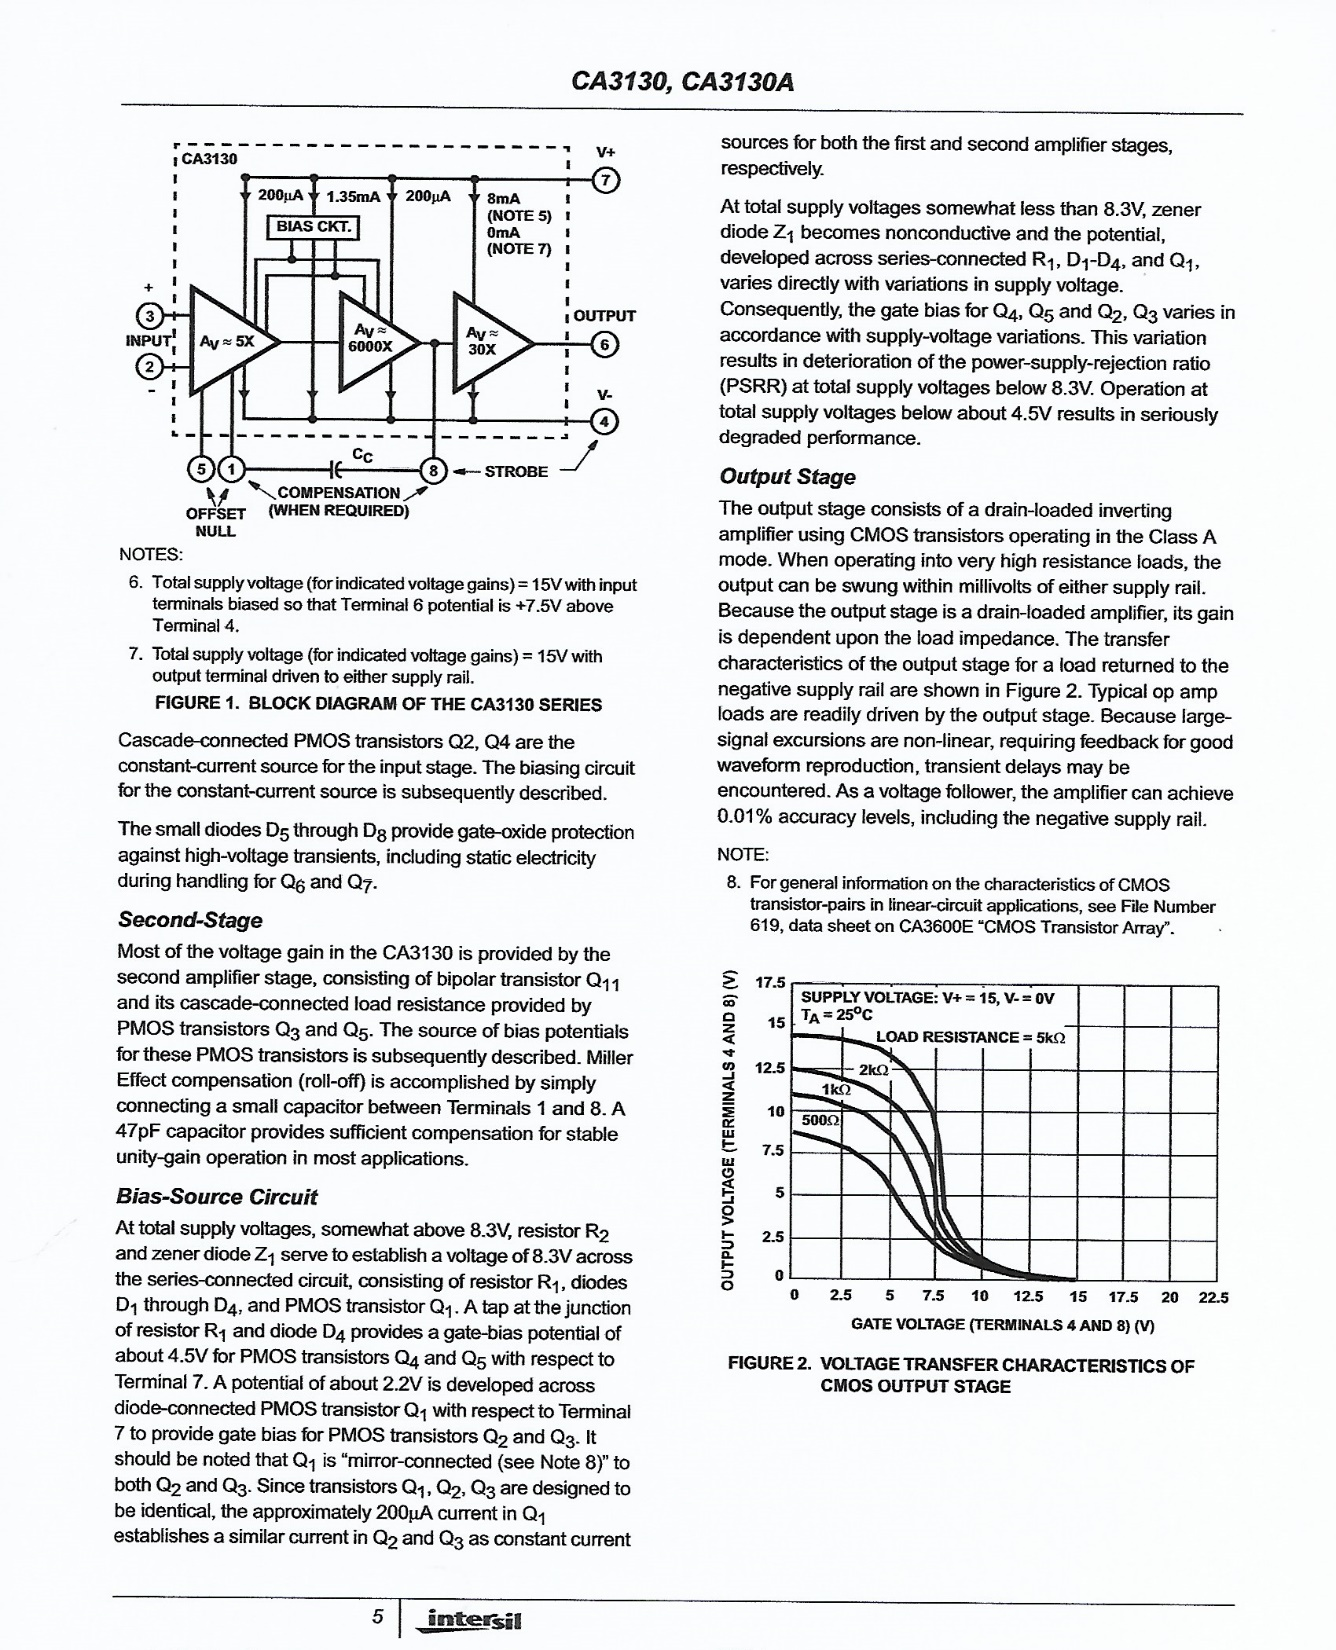 CA3130, CA3130A
CA3130
V+
7
200µA
1.35mA
200µA
8mA
(NOTE 5)
0mA
(NOTE 7)
BIAS CKT.
+
3
INPUT
2
-
AV ≈ 5X
AV ≈
6000X
AV ≈
30X
OUTPUT
6
V-
4
5
1
CC
8
STROBE
OFFSET
NULL
COMPENSATION
(WHEN REQUIRED)
NOTES:
6. Total supply voltage (for indicated voltage gains) = 15V with input
terminals biased so that Terminal 6 potential is +7.5V above
Terminal 4.
7. Total supply voltage (for indicated voltage gains) = 15V with
output terminal driven to either supply rail.
FIGURE 1. BLOCK DIAGRAM OF THE CA3130 SERIES
Cascade-connected PMOS transistors Q2, Q4 are the
constant-current source for the input stage. The biasing circuit
for the constant-current source is subsequently described.
The small diodes D5 through D8 provide gate-oxide protection
against high-voltage transients, including static electricity
during handling for Q6 and Q7.
Second-Stage
Most of the voltage gain in the CA3130 is provided by the
second amplifier stage, consisting of bipolar transistor Q11
and its cascade-connected load resistance provided by
PMOS transistors Q3 and Q5. The source of bias potentials
for these PMOS transistors is subsequently described. Miller
Effect compensation (roll-off) is accomplished by simply
connecting a small capacitor between Terminals 1 and 8. A
47pF capacitor provides sufficient compensation for stable
unity-gain operation in most applications.
Bias-Source Circuit
At total supply voltages, somewhat above 8.3V, resistor R2
and zener diode Z1 serve to establish a voltage of 8.3V across
the series-connected circuit, consisting of resistor R1, diodes
D1 through D4, and PMOS transistor Q1. A tap at the junction
of resistor R1 and diode D4 provides a gate-bias potential of
about 4.5V for PMOS transistors Q4 and Q5 with respect to
Terminal 7. A potential of about 2.2V is developed across
diode-connected PMOS transistor Q1 with respect to Terminal
7 to provide gate bias for PMOS transistors Q2 and Q3. It
should be noted that Q1 is “mirror-connected (see Note 8)” to
both Q2 and Q3. Since transistors Q1, Q2, Q3 are designed to
be identical, the approximately 200µA current in Q1
establishes a similar current in Q2 and Q3 as constant current
sources for both the first and second amplifier stages,
respectively.
At total supply voltages somewhat less than 8.3V, zener
diode Z1 becomes nonconductive and the potential,
developed across series-connected R1, D1-D4, and Q1,
varies directly with variations in supply voltage.
Consequently, the gate bias for Q4, Q5 and Q2, Q3 varies in
accordance with supply-voltage variations. This variation
results in deterioration of the power-supply-rejection ratio
(PSRR) at total supply voltages below 8.3V. Operation at
total supply voltages below about 4.5V results in seriously
degraded performance.
Output Stage
The output stage consists of a drain-loaded inverting
amplifier using CMOS transistors operating in the Class A
mode. When operating into very high resistance loads, the
output can be swung within millivolts of either supply rail.
Because the output stage is a drain-loaded amplifier, its gain
is dependent upon the load impedance. The transfer
characteristics of the output stage for a load returned to the
negative supply rail are shown in Figure 2. Typical op amp
loads are readily driven by the output stage. Because large-
signal excursions are non-linear, requiring feedback for good
waveform reproduction, transient delays may be
encountered. As a voltage follower, the amplifier can achieve
0.01% accuracy levels, including the negative supply rail.
NOTE:
8. For general information on the characteristics of CMOS
transistor-pairs in linear-circuit applications, see File Number
619, data sheet on CA3600E “CMOS Transistor Array”.
OUTPUT VOLTAGE (TERMINALS 4 AND 8) (V)
17.5
15
12.5
10
7.5
5
2.5
0
SUPPLY VOLTAGE: V+ = 15, V- = 0V
TA = 25°C
LOAD RESISTANCE = 5kΩ
2kΩ
1kΩ
500Ω
0 2.5 5 7.5 10 12.5 15 17.5 20 22.5
GATE VOLTAGE (TERMINALS 4 AND 8) (V)
FIGURE 2. VOLTAGE TRANSFER CHARACTERISTICS OF
CMOS OUTPUT STAGE
5
intersil